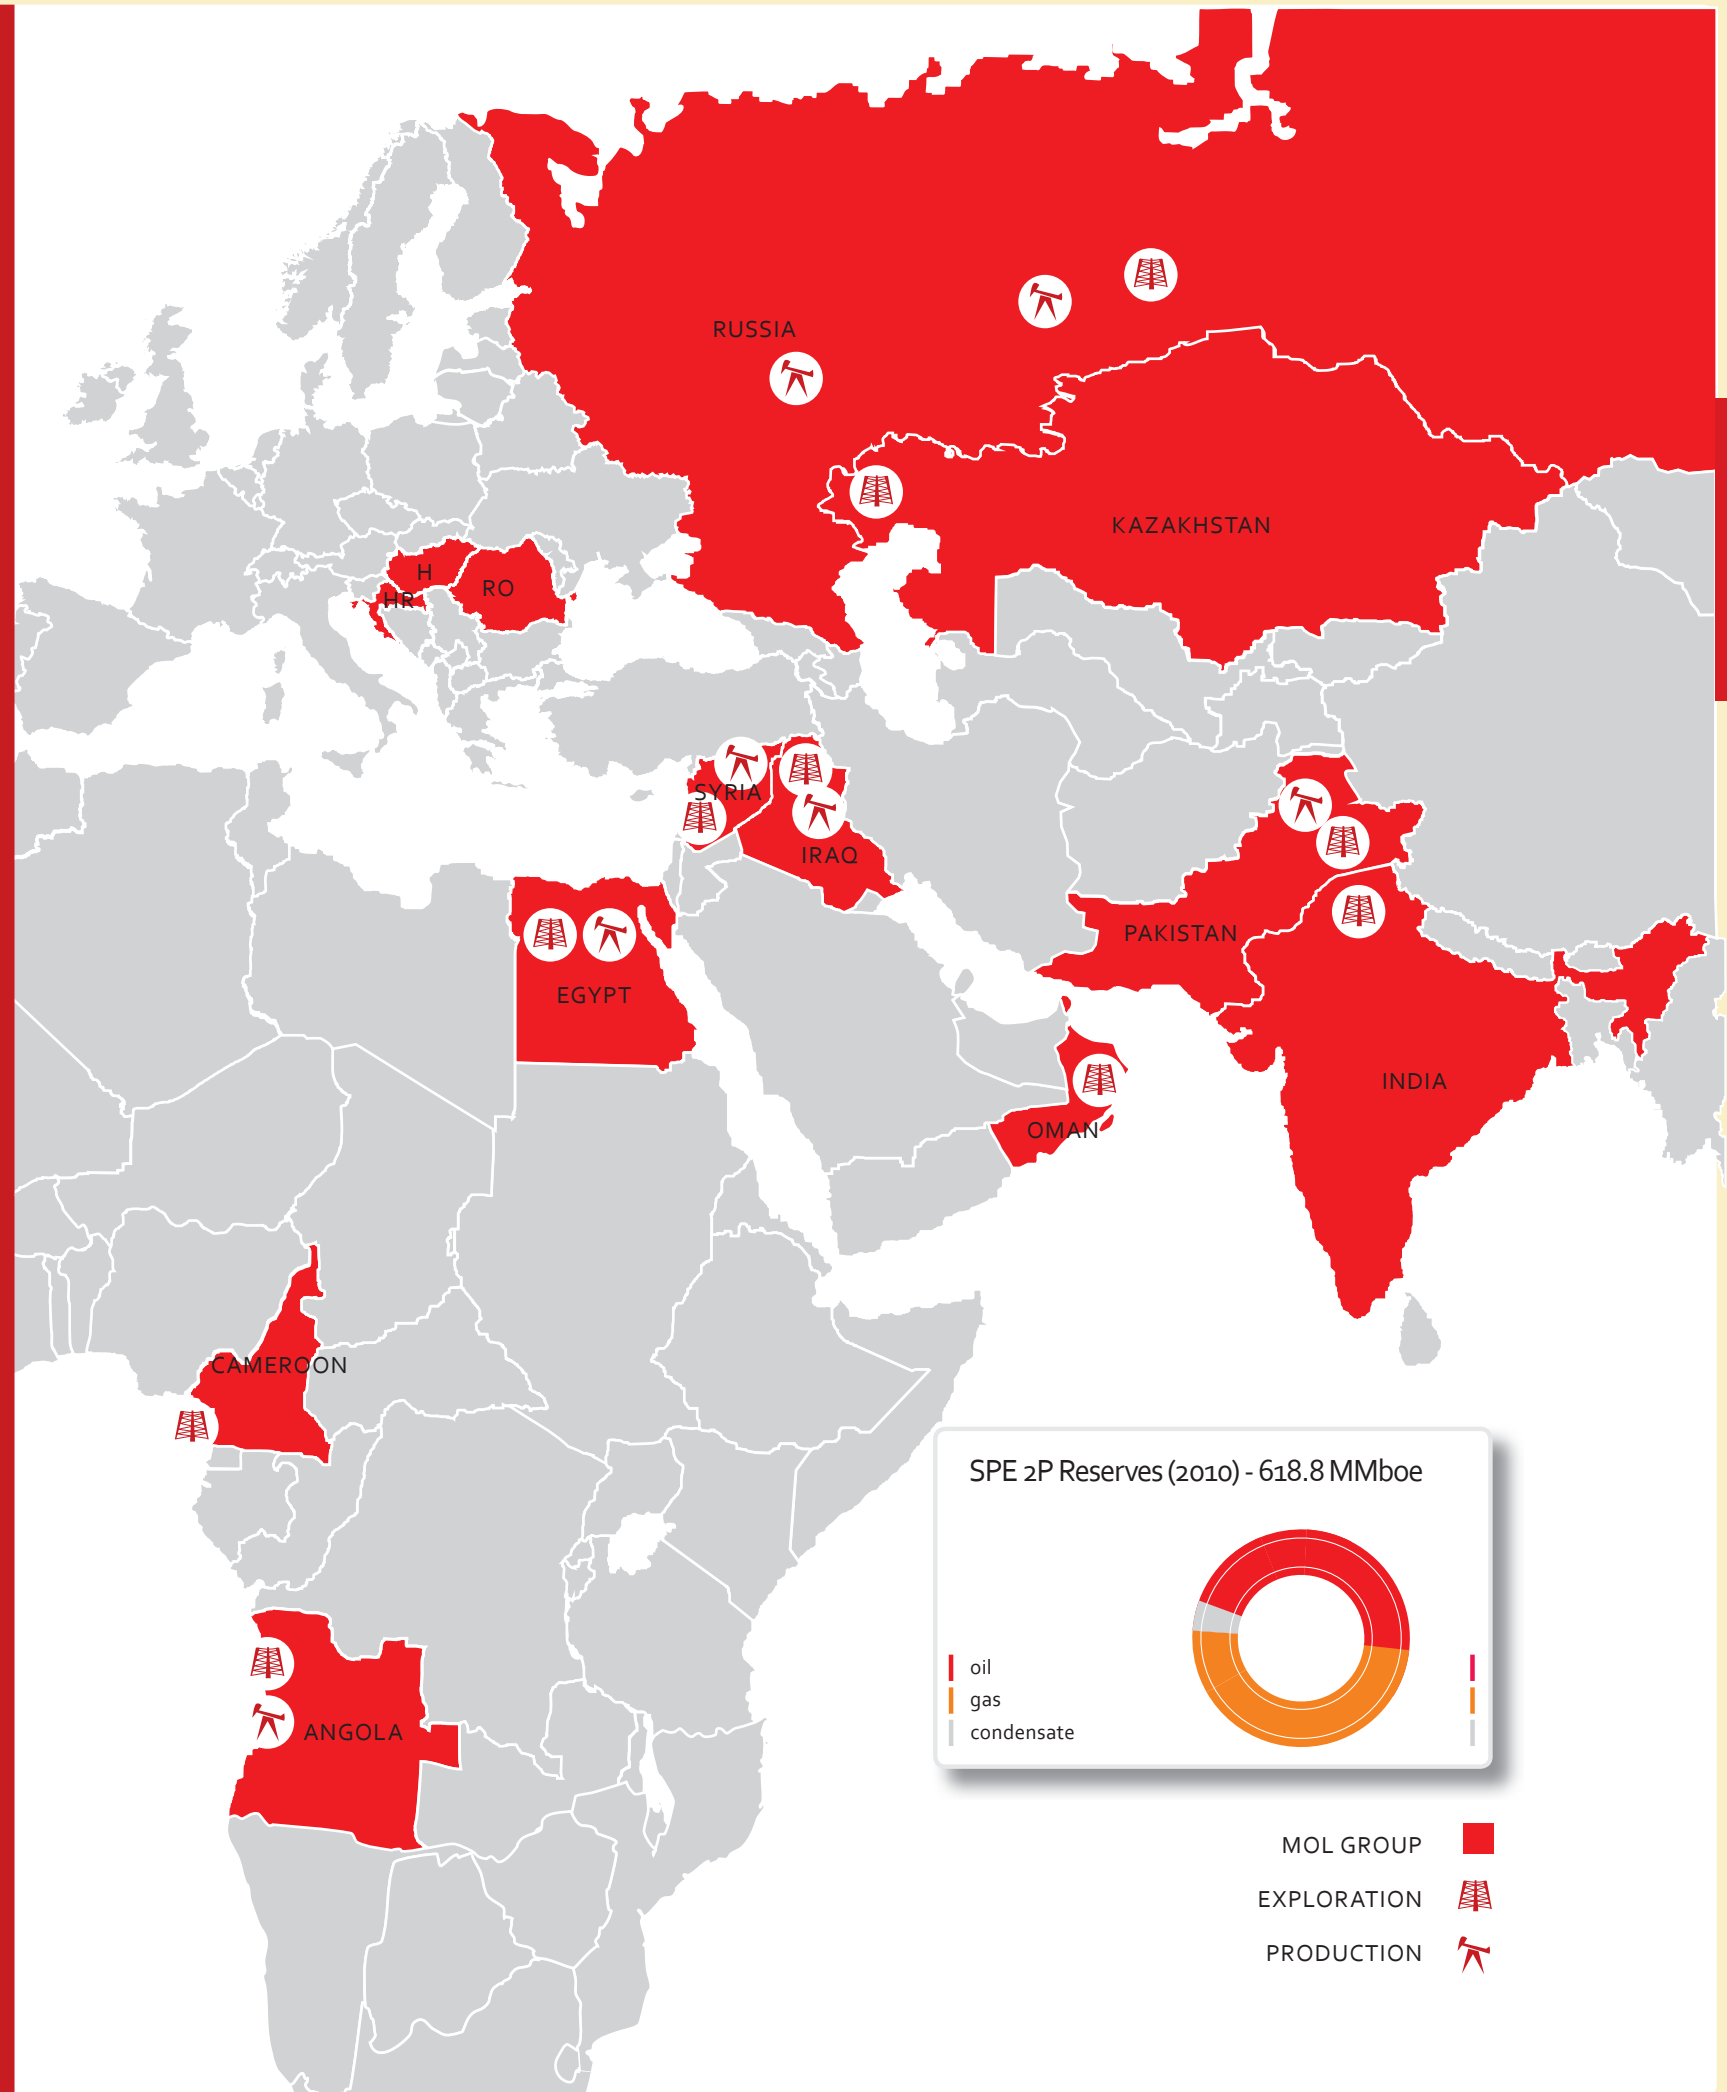 RUSSIA
KAZAKHSTAN
H
RO
HR
SYRIA
IRAQ
PAKISTAN
EGYPT
INDIA
OMAN
CAMEROON
SPE 2P Reserves (2010) - 618.8 MMboe
oil
gas
condensate
ANGOLA
MOL GROUP
EXPLORATION
PRODUCTION